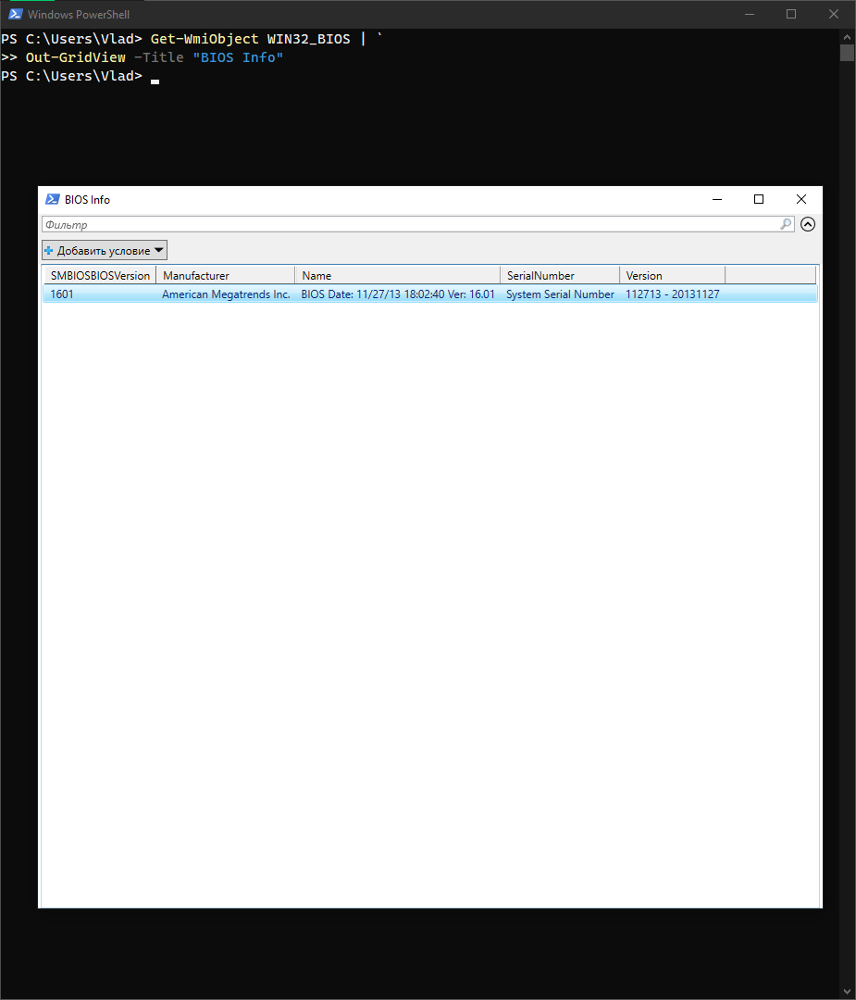 Windows PowerShell
PS C:\Users\Vlad> Get-WmiObject WIN32_BIOS | `
>> Out-GridView -Title "BIOS Info"
PS C:\Users\Vlad>
BIOS Info
Фильтр
Добавить условие
SMBIOSBIOSVersion Manufacturer Name SerialNumber Version
1601 American Megatrends Inc. BIOS Date: 11/27/13 18:02:40 Ver: 16.01 System Serial Number 112713 - 20131127